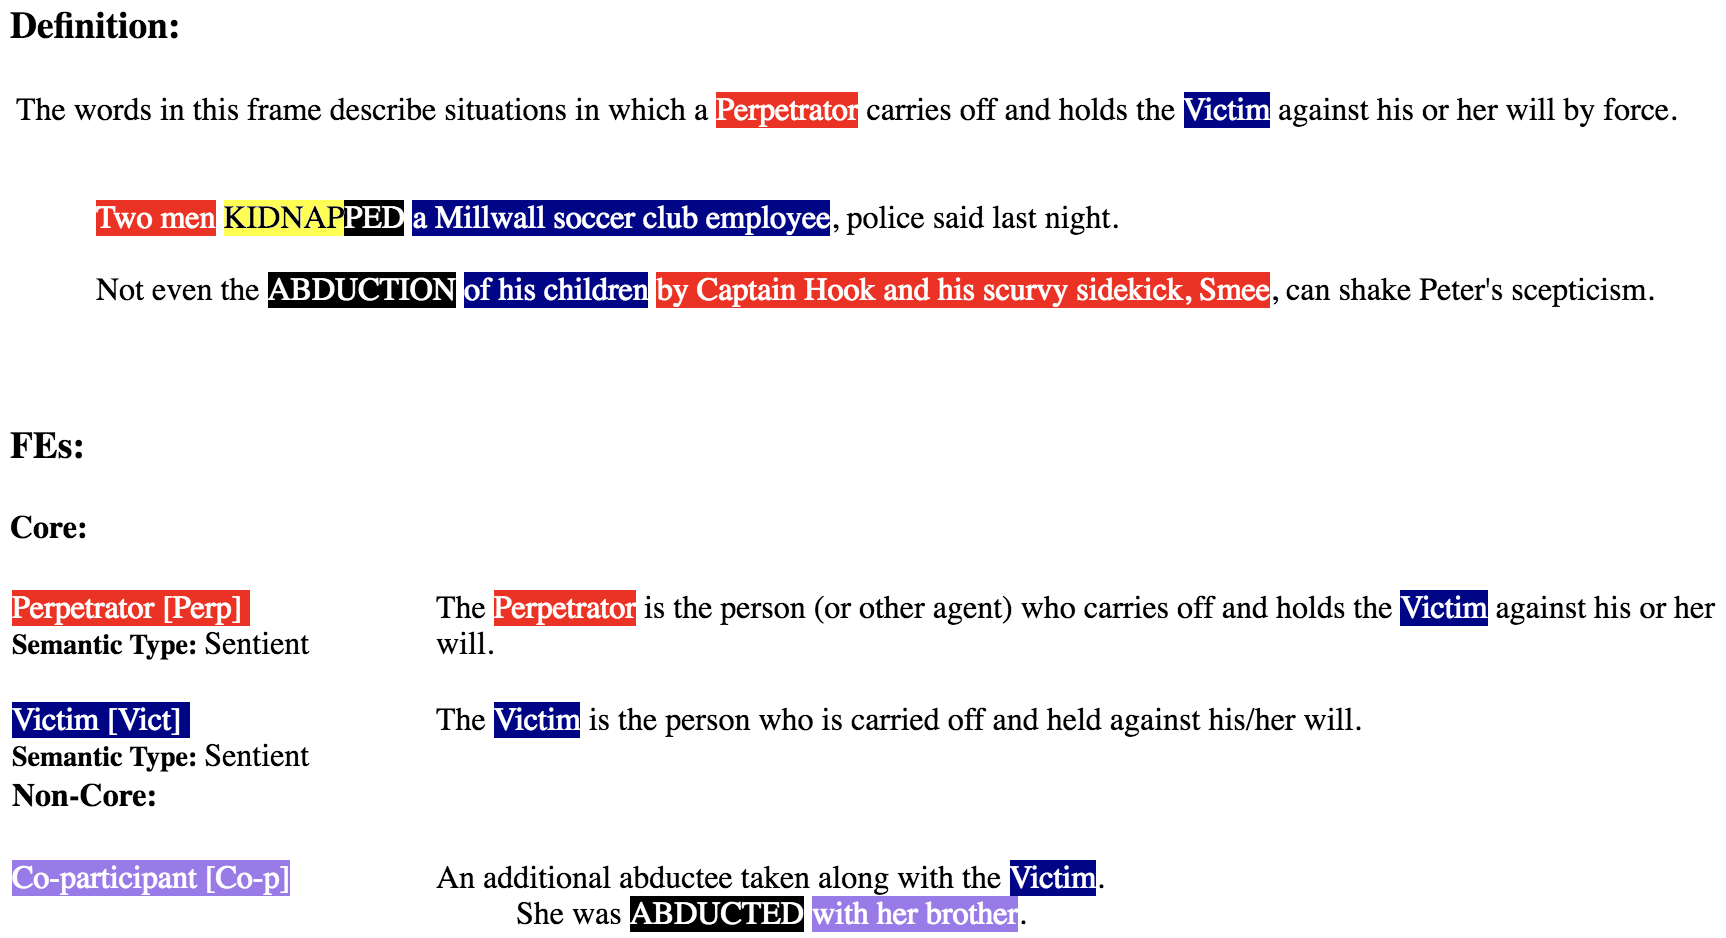 Definition:
The words in this frame describe situations in which a Perpetrator carries off and holds the Victim against his or her will by force.
Two men KIDNAPPED a Millwall soccer club employee, police said last night.
Not even the ABDUCTION of his children by Captain Hook and his scurvy sidekick, Smee, can shake Peter's scepticism.
FEs:
Core:
Perpetrator [Perp]
Semantic Type: Sentient
The Perpetrator is the person (or other agent) who carries off and holds the Victim against his or her
will.
Victim [Vict]
Semantic Type: Sentient
The Victim is the person who is carried off and held against his/her will.
Non-Core:
Co-participant [Co-p]
An additional abductee taken along with the Victim.
She was ABDUCTED with her brother.